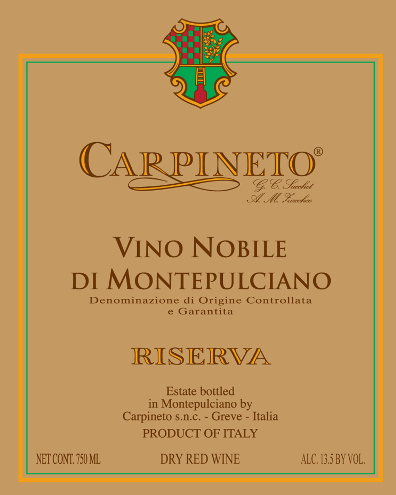 CARPINETO®
G. C. Sacchet
A. M. Zaccheo
VINO NOBILE
DI MONTEPULCIANO
Denominazione di Origine Controllata
e Garantita
RISERVA
Estate bottled
in Montepulciano by
Carpineto s.n.c. - Greve - Italia
PRODUCT OF ITALY
NET CONT. 750 ML DRY RED WINE ALC. 13.5 BY VOL.